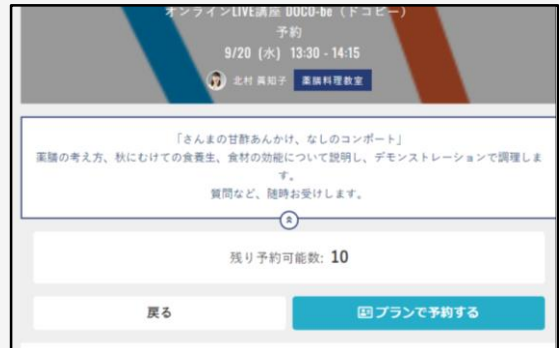 オンラインLIVE講座 DOCO-be（ドコビー）
予約
9/20 (水) 13:30 - 14:15
北村 眞知子 薬膳料理教室
「さんまの甘酢あんかけ、なしのコンポート」
薬膳の考え方、秋にむけての食養生、食材の効能について説明し、デモンストレーションで調理しま
す。
質問など、随時お受けします。
残り予約可能数: 10
戻る
プランで予約する